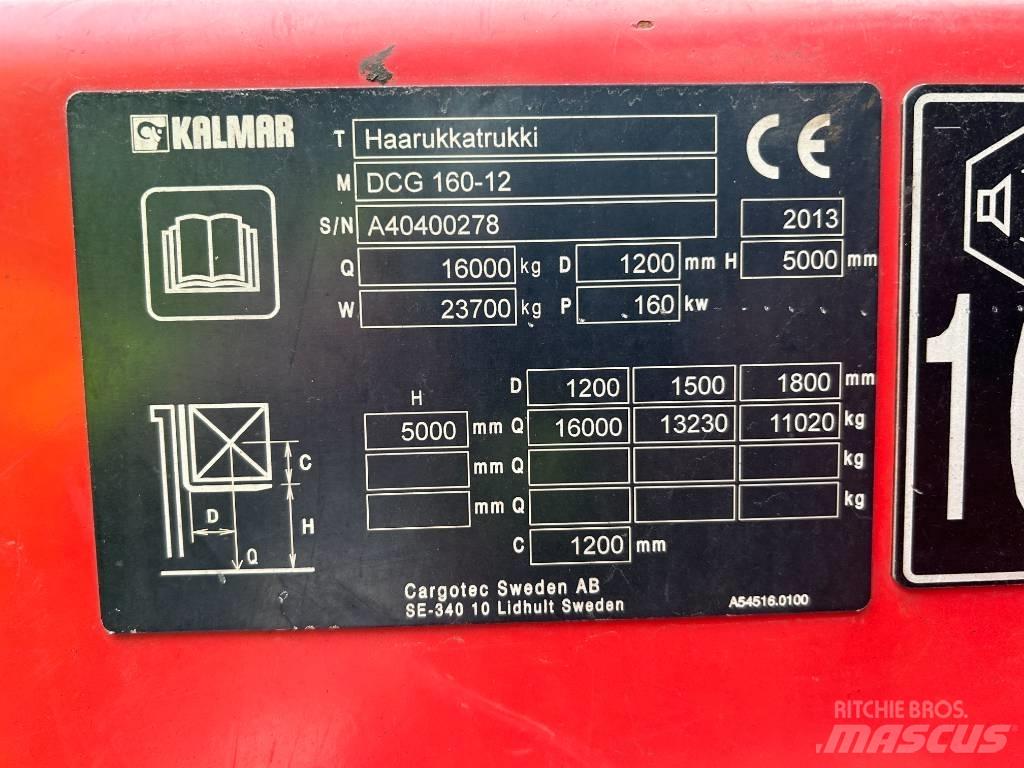 KALMAR
T Haarukkatrukki
M DCG 160-12
S/N A40400278 2013
Q 16000 kg D 1200 mm H 5000 mm
W 23700 kg P 160 kw
D 1200 1500 1800 mm
H
5000 mm Q 16000 13230 11020 kg
mm Q kg
mm Q kg
C 1200 mm
C
D H
Q
Cargotec Sweden AB
SE-340 10 Lidhult Sweden
A54516.0100
CE
1
RITCHIE BROS.
MASCUS